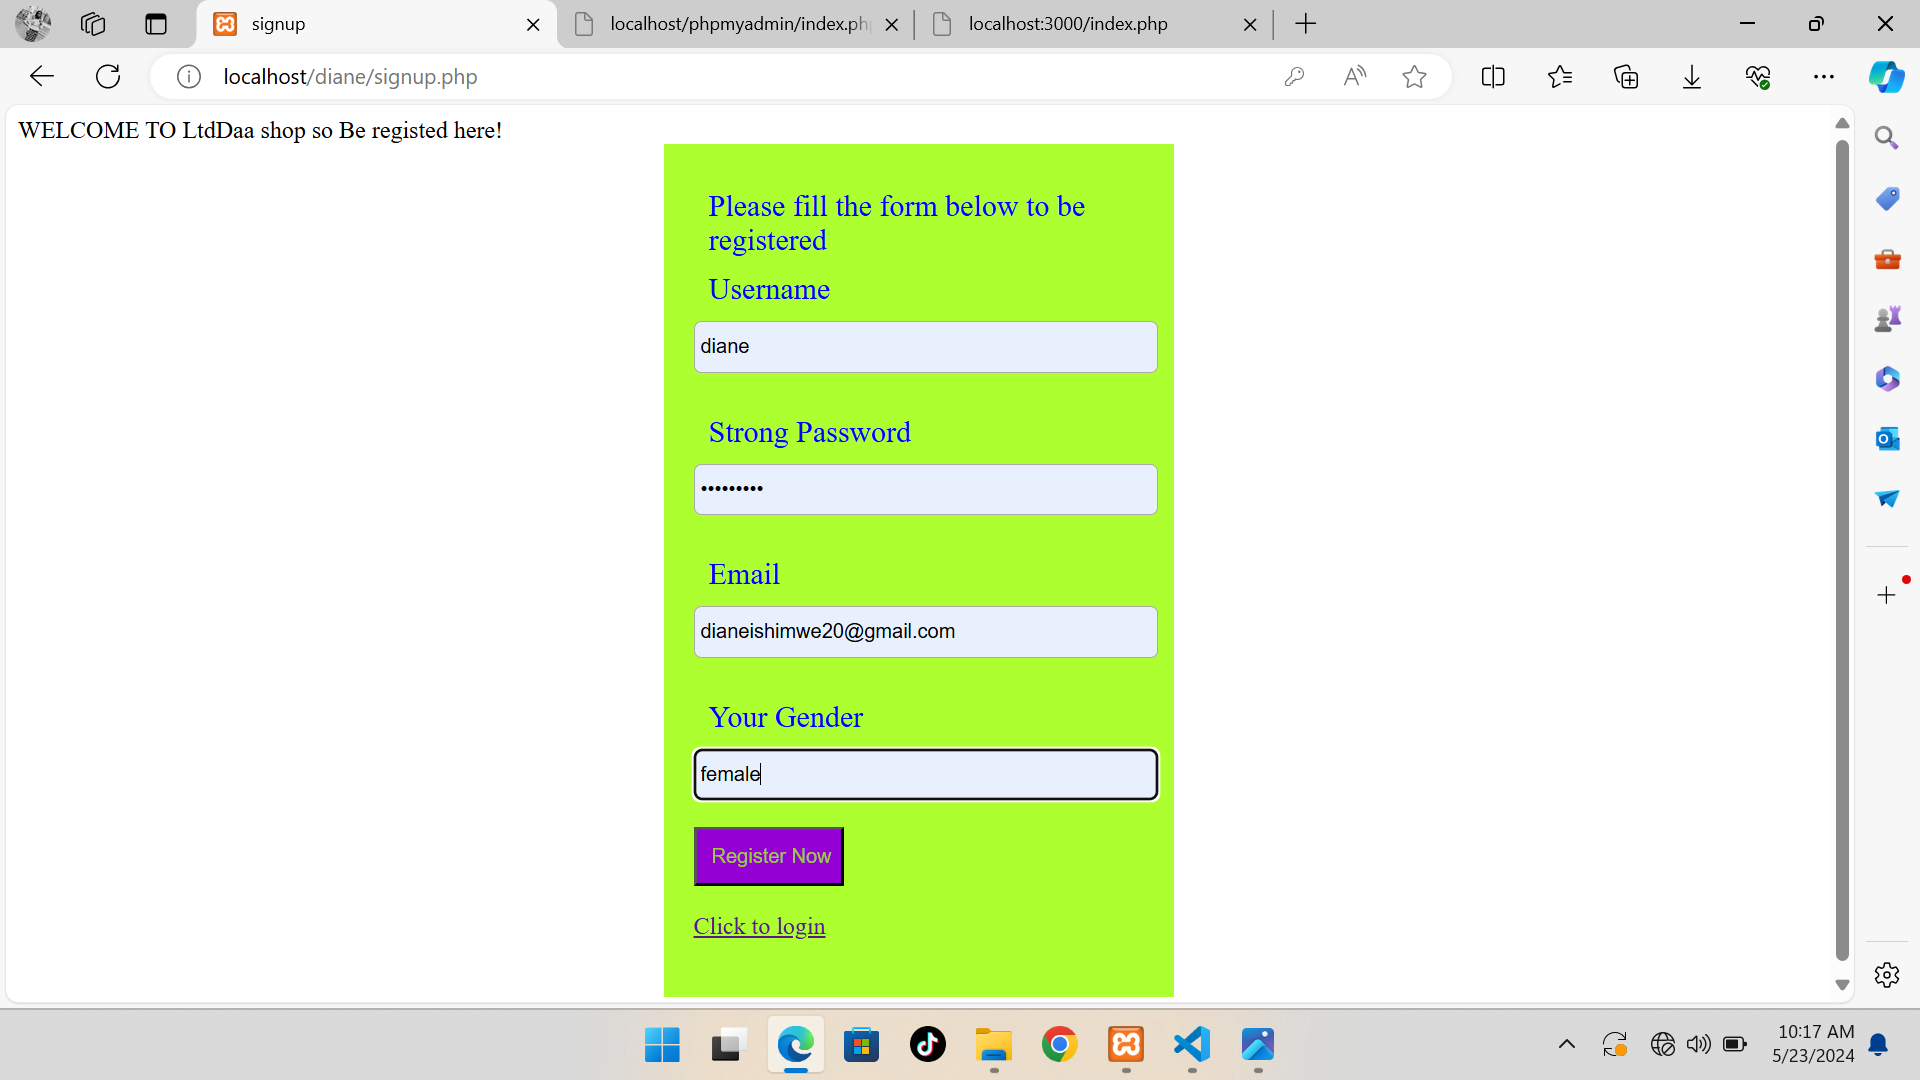 signup
localhost/phpmyadmin/index.ph
localhost:3000/index.php
localhost/diane/signup.php
WELCOME TO LtdDaa shop so Be registed here!
Please fill the form below to be
registered
Username
diane
Strong Password
•••••••••
Email
dianeishimwe20@gmail.com
Your Gender
female
Register Now
Click to login
10:17 AM
5/23/2024